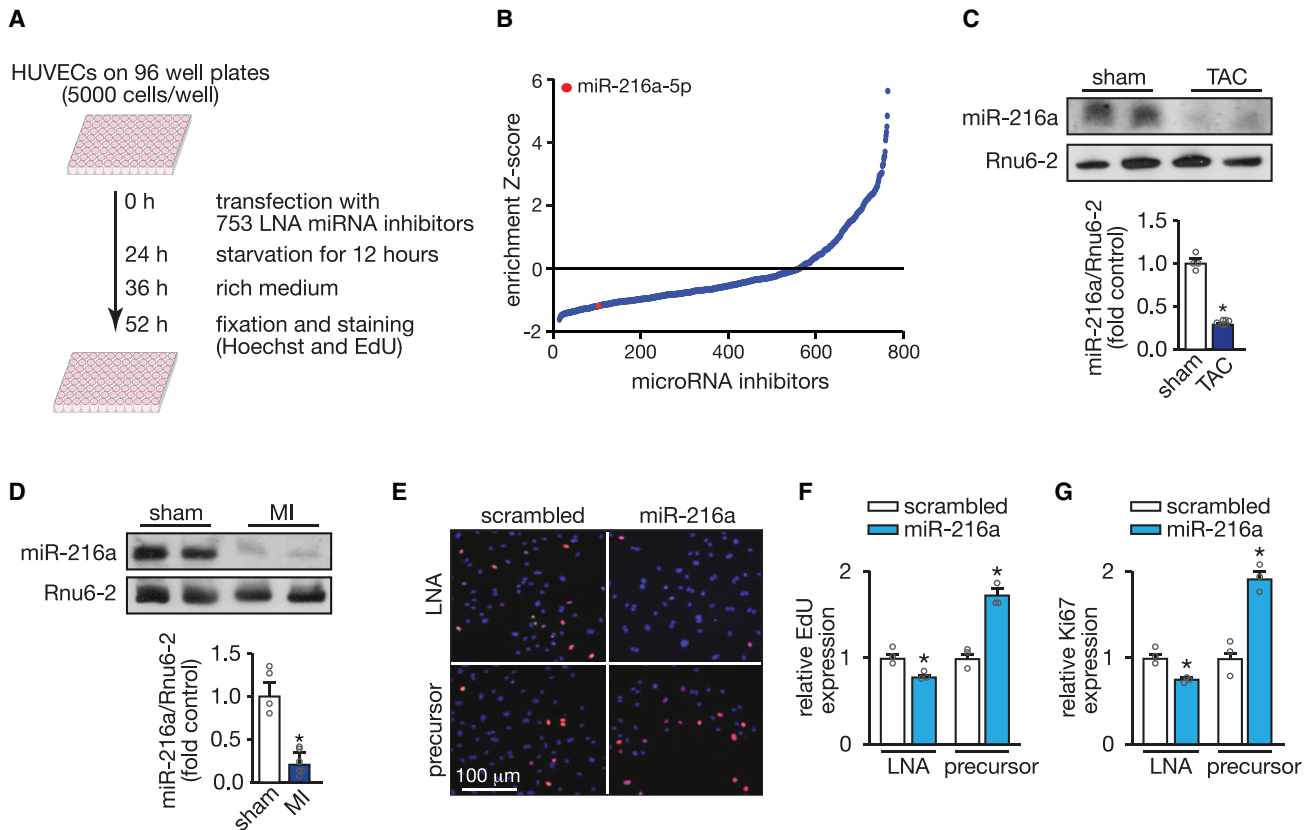 A
HUVECs on 96 well plates
(5000 cells/well)
0 h transfection with
753 LNA miRNA inhibitors
24 h starvation for 12 hours
36 h rich medium
52 h fixation and staining
(Hoechst and EdU)
B
miR-216a-5p
enrichment Z-score
6
4
2
0
-2
0 200 400 600 800
microRNA inhibitors
C
sham TAC
miR-216a
Rnu6-2
miR-216a/Rnu6-2
(fold control)
1.5
1.0
0.5
0.0
*
sham TAC
D
sham MI
miR-216a
Rnu6-2
miR-216a/Rnu6-2
(fold control)
1.5
1.0
0.5
0.0
*
sham MI
E
scrambled miR-216a
LNA
precursor
100 μm
F
scrambled
miR-216a
relative EdU
expression
2
1
0
* *
LNA precursor
G
scrambled
miR-216a
relative Ki67
expression
2
1
0
* *
LNA precursor